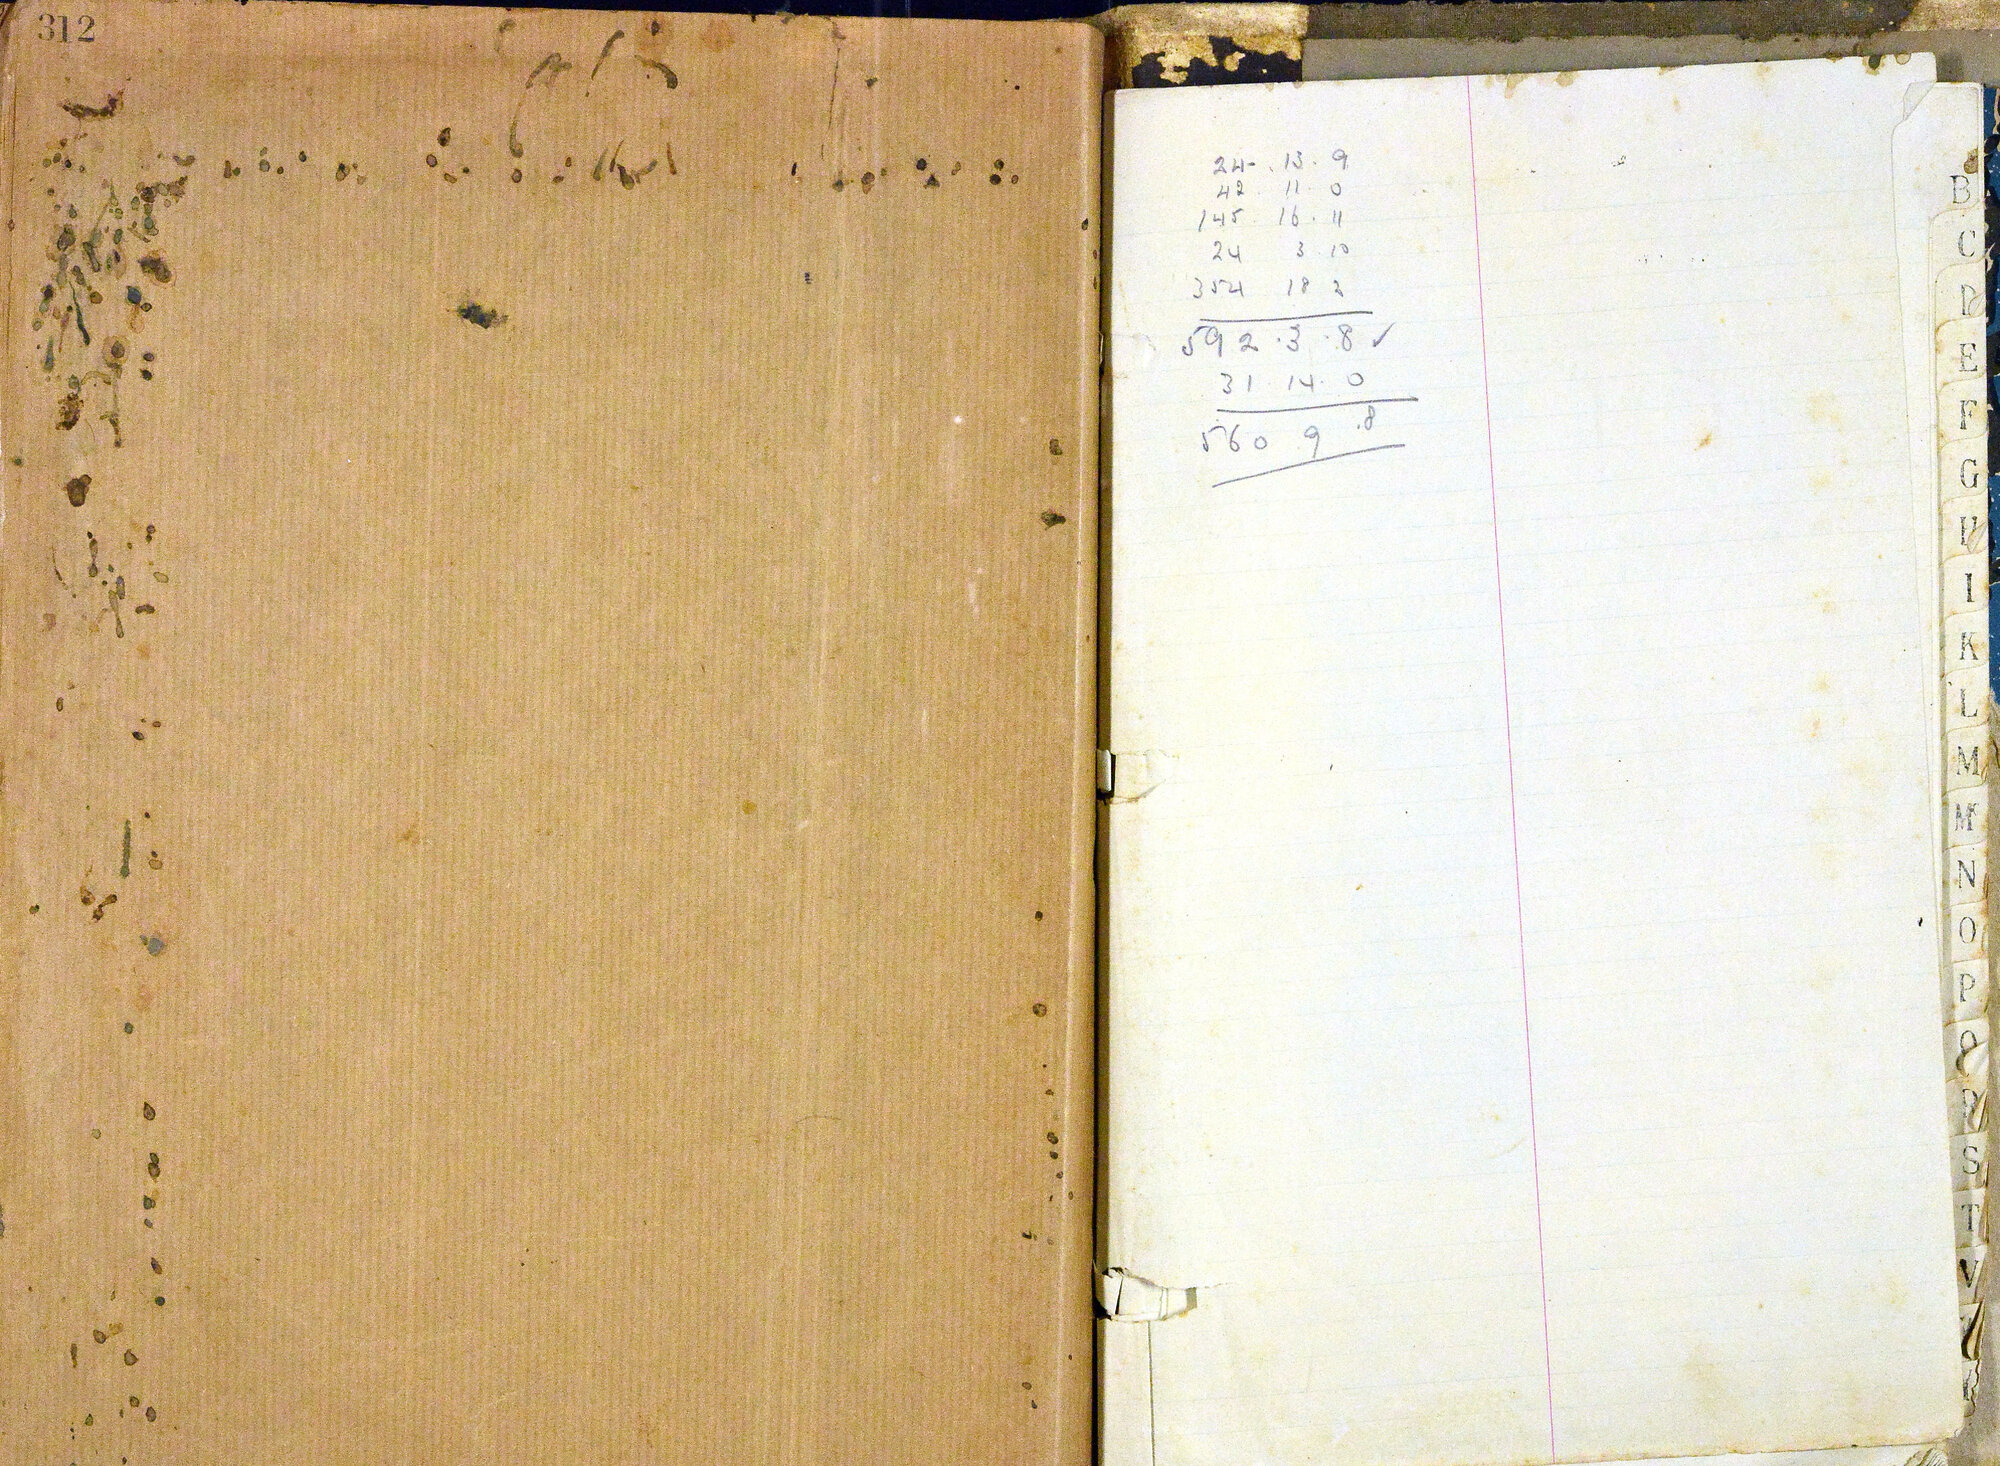 312
24 . 13 . 9
42 11 0
145 . 16 . 11
24 3 10
354 18 2
592 . 3 . 8 ✓
31 . 14 . 0
560 9 . 8
B
C
D
E
F
G
H
I
K
L
M
Mᶜ
N
O
P
Q
R
S
T
V